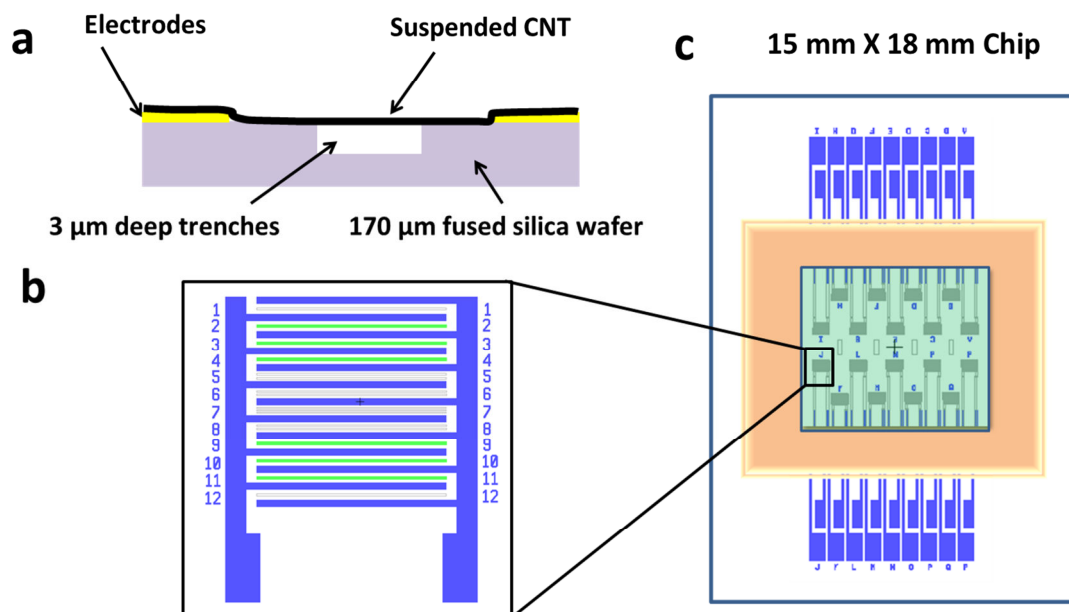 a
Electrodes
Suspended CNT
3 µm deep trenches
170 µm fused silica wafer
b
1 1
2 2
3 3
4 4
5 5
6 6
7 7
8 8
9 9
10 10
11 11
12 12
c
15 mm X 18 mm Chip